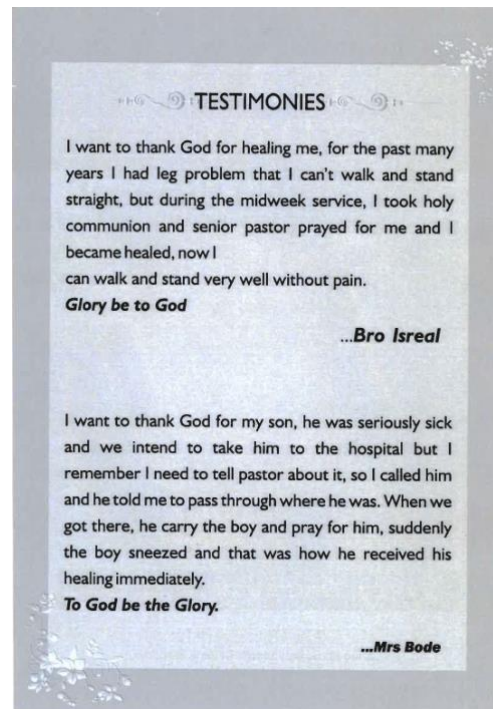 TESTIMONIES
I want to thank God for healing me, for the past many
years I had leg problem that I can't walk and stand
straight, but during the midweek service, I took holy
communion and senior pastor prayed for me and I
became healed, now I
can walk and stand very well without pain.
Glory be to God
...Bro Isreal
I want to thank God for my son, he was seriously sick
and we intend to take him to the hospital but I
remember I need to tell pastor about it, so I called him
and he told me to pass through where he was. When we
got there, he carry the boy and pray for him, suddenly
the boy sneezed and that was how he received his
healing immediately.
To God be the Glory.
...Mrs Bode